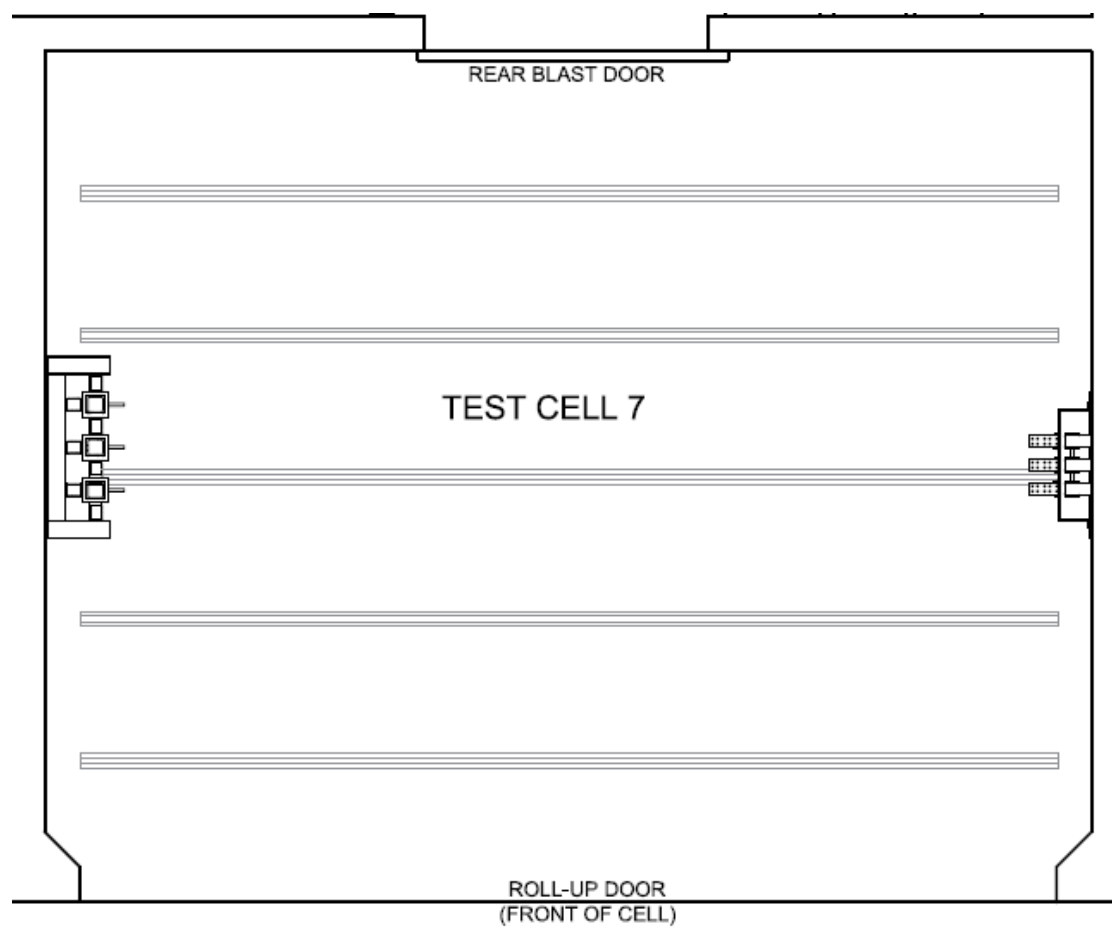 REAR BLAST DOOR
TEST CELL 7
ROLL-UP DOOR
(FRONT OF CELL)